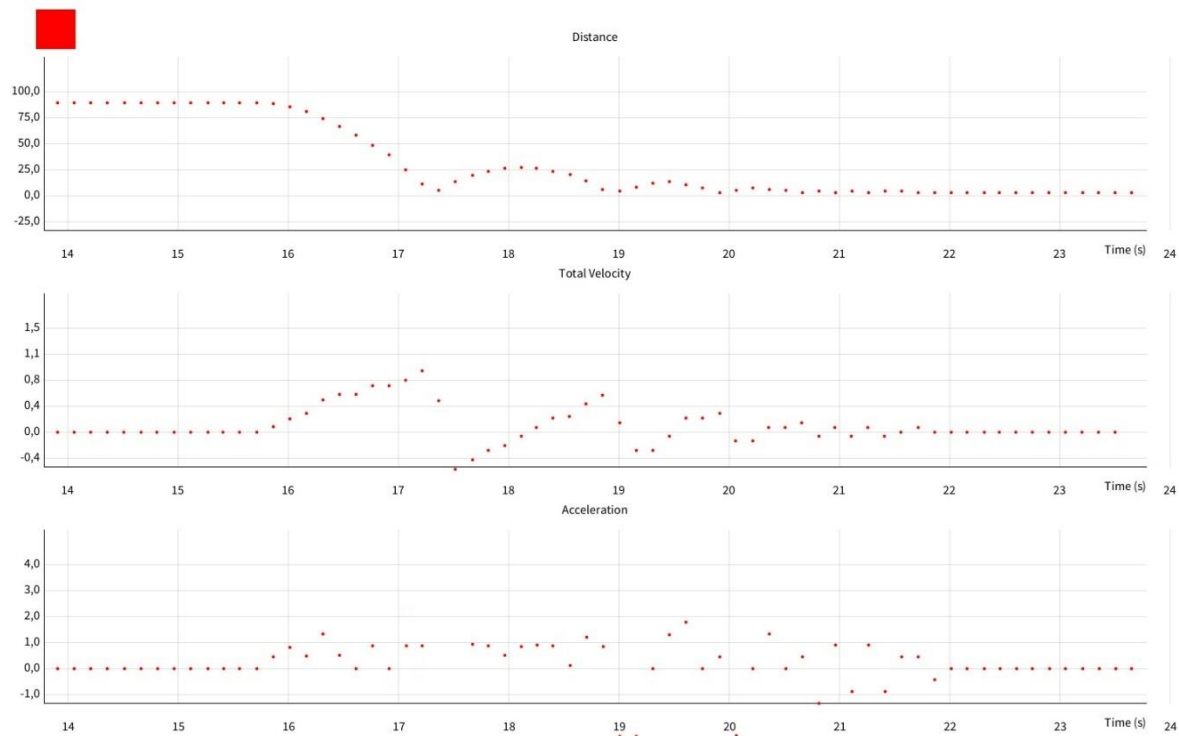 Distance
100,0
75,0
50,0
25,0
0,0
-25,0
14 15 16 17 18 19 20 21 22 23 24
Time (s)
Total Velocity
1,5
1,1
0,8
0,4
0,0
-0,4
14 15 16 17 18 19 20 21 22 23 24
Time (s)
Acceleration
4,0
3,0
2,0
1,0
0,0
-1,0
14 15 16 17 18 19 20 21 22 23 24
Time (s)